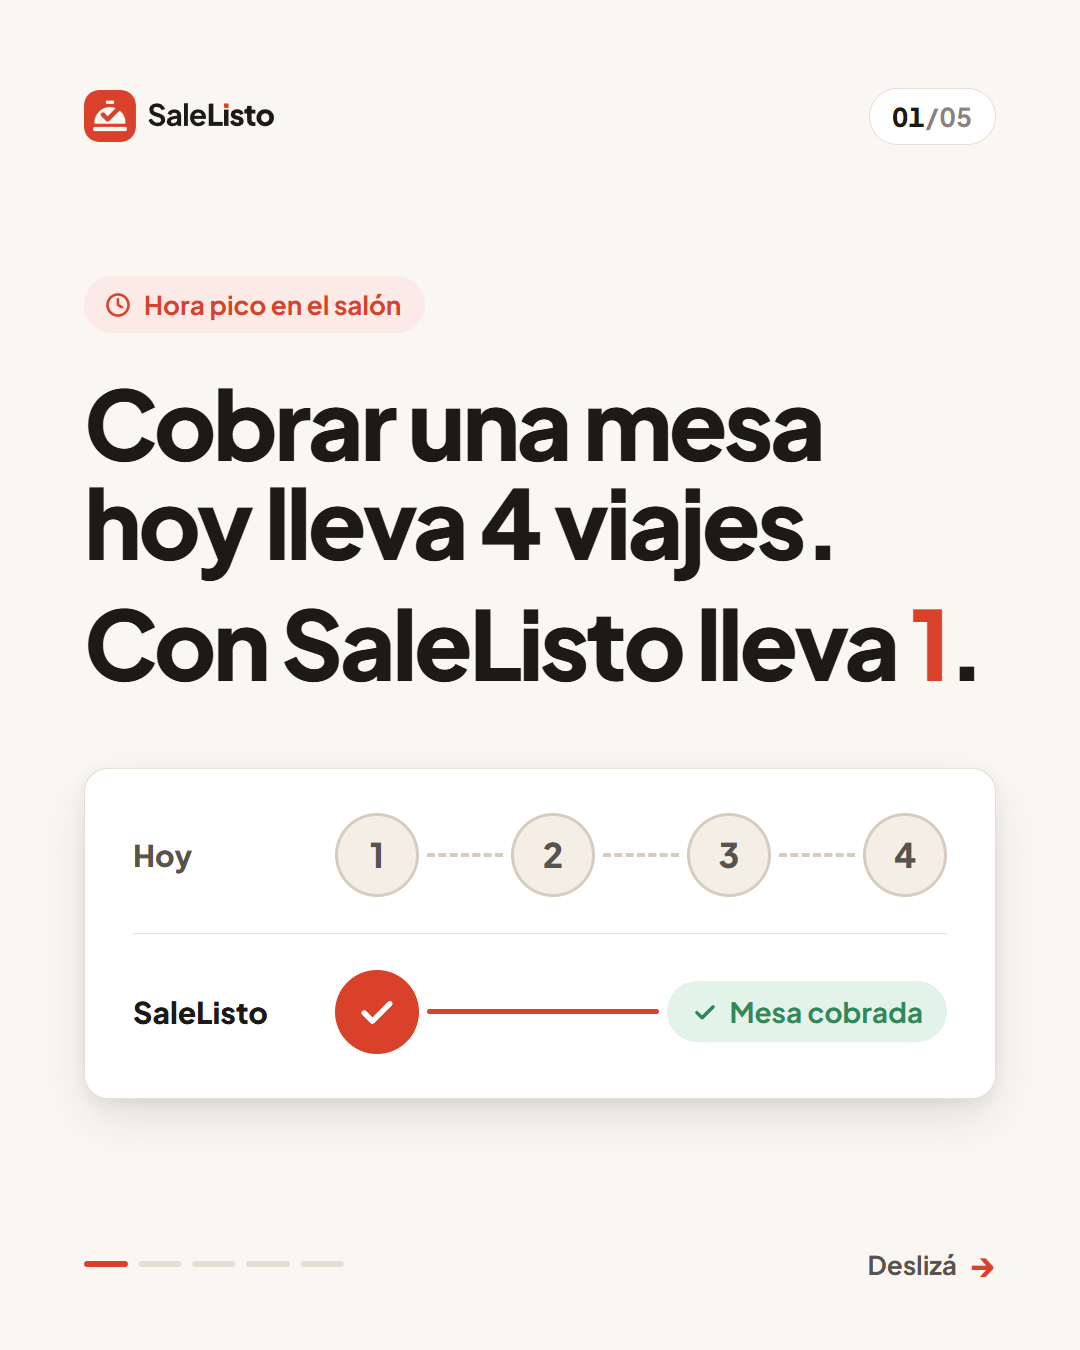 SaleListo
01/05
Hora pico en el salón
Cobrar una mesa
hoy lleva 4 viajes.
Con SaleListo lleva 1.
Hoy 1 2 3 4
SaleListo Mesa cobrada
Deslizá →